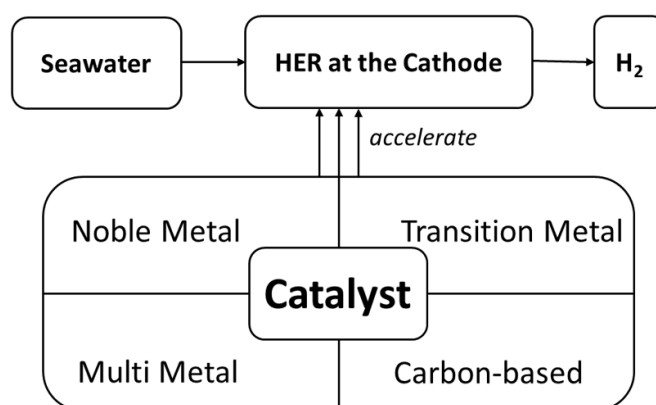 Seawater
HER at the Cathode
H₂
accelerate
Noble Metal
Transition Metal
Catalyst
Multi Metal
Carbon-based